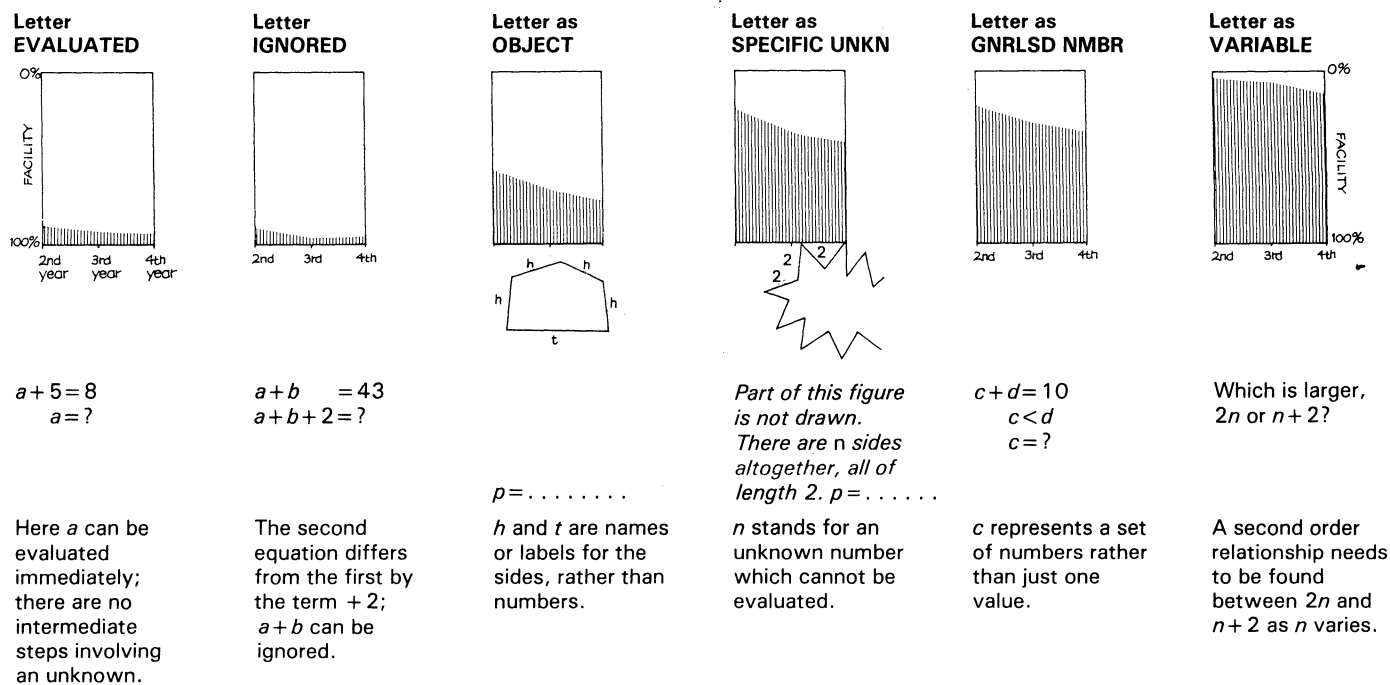 Letter
EVALUATED
0%
FACILITY
100%
2nd year
3rd year
4th year
a + 5 = 8
a = ?
Here a can be
evaluated
immediately;
there are no
intermediate
steps involving
an unknown.
Letter
IGNORED
2nd
3rd
4th
a + b = 43
a + b + 2 = ?
The second
equation differs
from the first by
the term + 2;
a + b can be
ignored.
Letter as
OBJECT
h
h
h
h
t
p = . . . . . . . .
h and t are names
or labels for the
sides, rather than
numbers.
Letter as
SPECIFIC UNKN
2
2
2
Part of this figure
is not drawn.
There are n sides
altogether, all of
length 2. p = . . . . . .
n stands for an
unknown number
which cannot be
evaluated.
Letter as
GNRLSD NMBR
2nd
3rd
4th
c + d = 10
c < d
c = ?
c represents a set
of numbers rather
than just one
value.
Letter as
VARIABLE
0%
FACILITY
100%
2nd
3rd
4th
Which is larger,
2n or n + 2?
A second order
relationship needs
to be found
between 2n and
n + 2 as n varies.